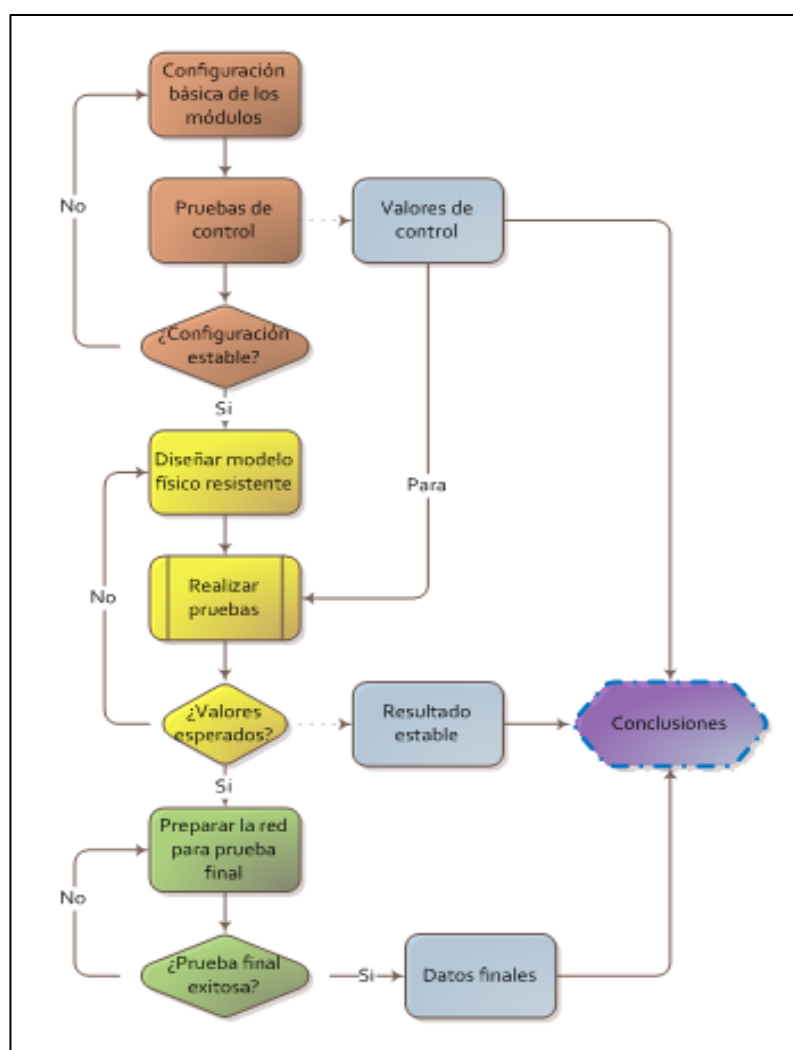 Configuración
básica de los
módulos
No
Pruebas de
control
Valores de
control
¿Configuración
estable?
Si
Diseñar modelo
físico resistente
Para
No
Realizar
pruebas
¿Valores
esperados?
Resultado
estable
Conclusiones
Si
Preparar la red
para prueba
final
No
¿Prueba final
exitosa?
Si
Datos finales